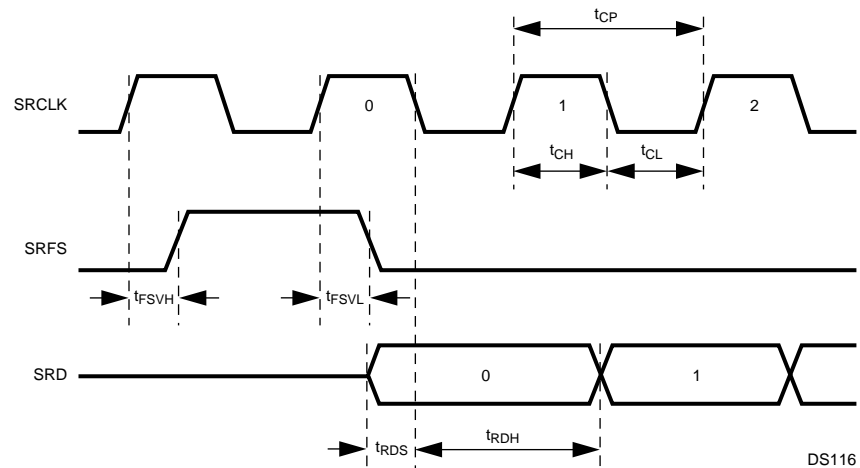 tCP
SRCLK
0
1
2
tCH
tCL
SRFS
tFSVH
tFSVL
SRD
0
1
tRDS
tRDH
DS116